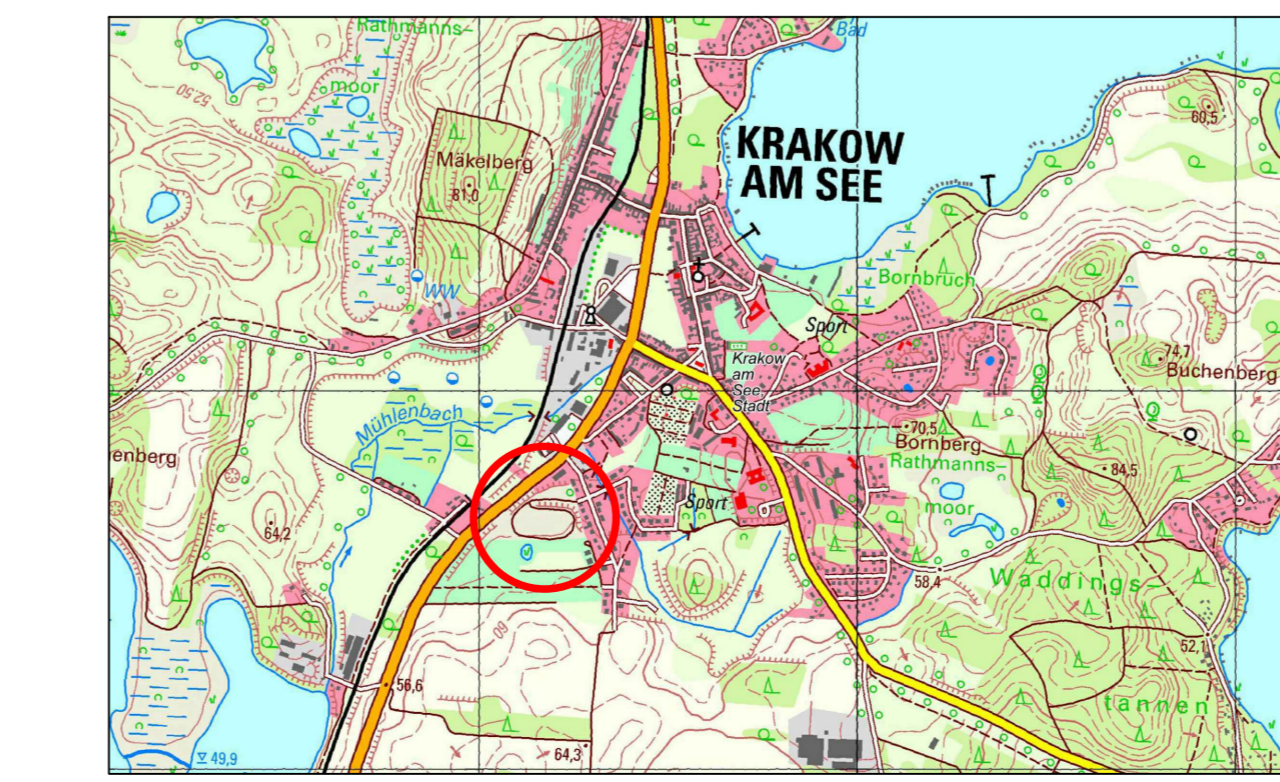 Rathmanns-
moor
Bad
52,50
60,5
KRAKOW
AM SEE
Mäkelberg
81,0
Bornbruch
WW
Sport
74,7
Buchenberg
Krakow
am
See,
Stadt
Mühlenbach
70,5
Bornberg
enberg
Rathmanns-
84,5
moor
Sport
64,2
58,4
Waddings-
60
52,1
56,6
tannen
64,3
49,9